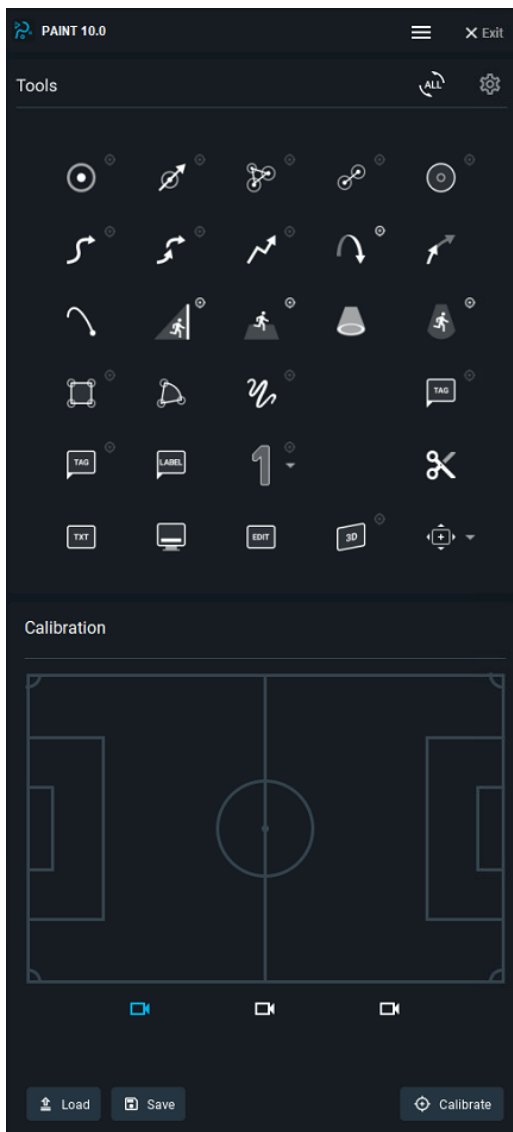 PAINT 10.0
Exit
Tools
ALL
TAG
TAG
LABEL
1
TXT
EDIT
3D
Calibration
Load
Save
Calibrate